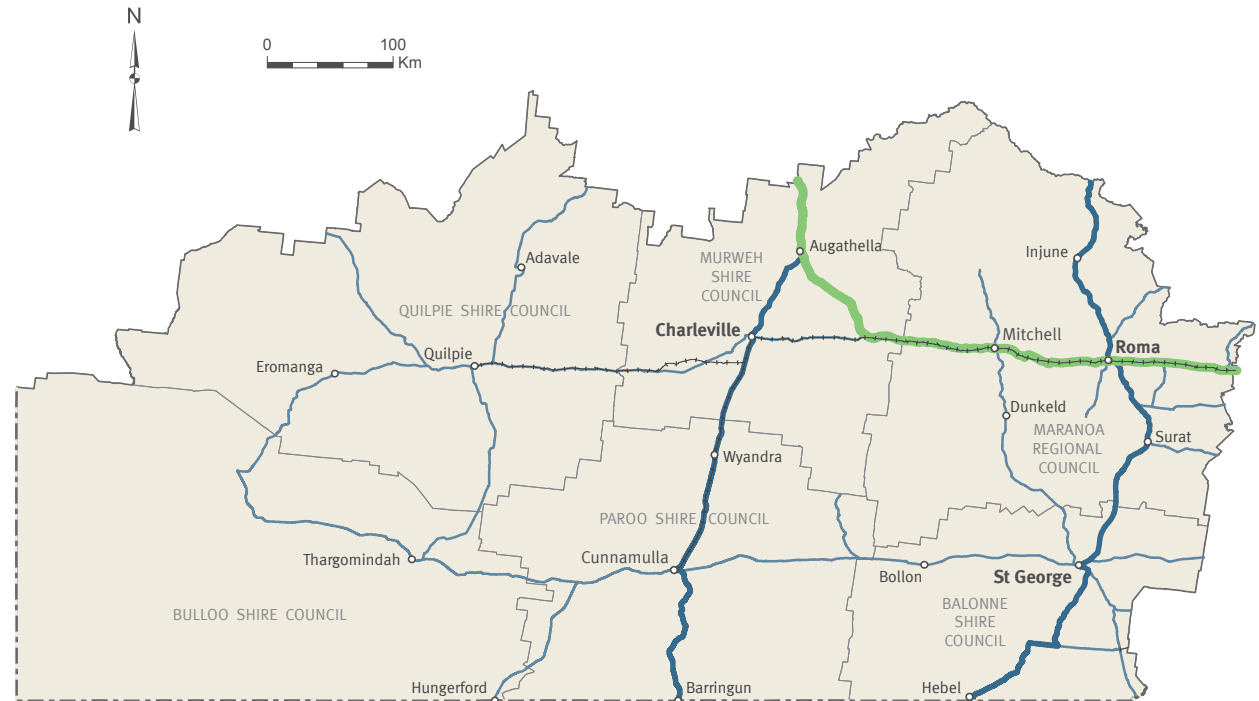 N
0 100
Km
Adavale
MURWEH
SHIRE
COUNCIL
Augathella
Injune
QUILPIE SHIRE COUNCIL
Charleville
Mitchell
Roma
Quilpie
Eromanga
Dunkeld
MARANOA
REGIONAL
COUNCIL
Surat
Wyandra
PAROO SHIRE COUNCIL
Thargomindah
Cunnamulla
Bollon
St George
BULLOO SHIRE COUNCIL
BALONNE
SHIRE
COUNCIL
Hungerford
Barringun
Hebel